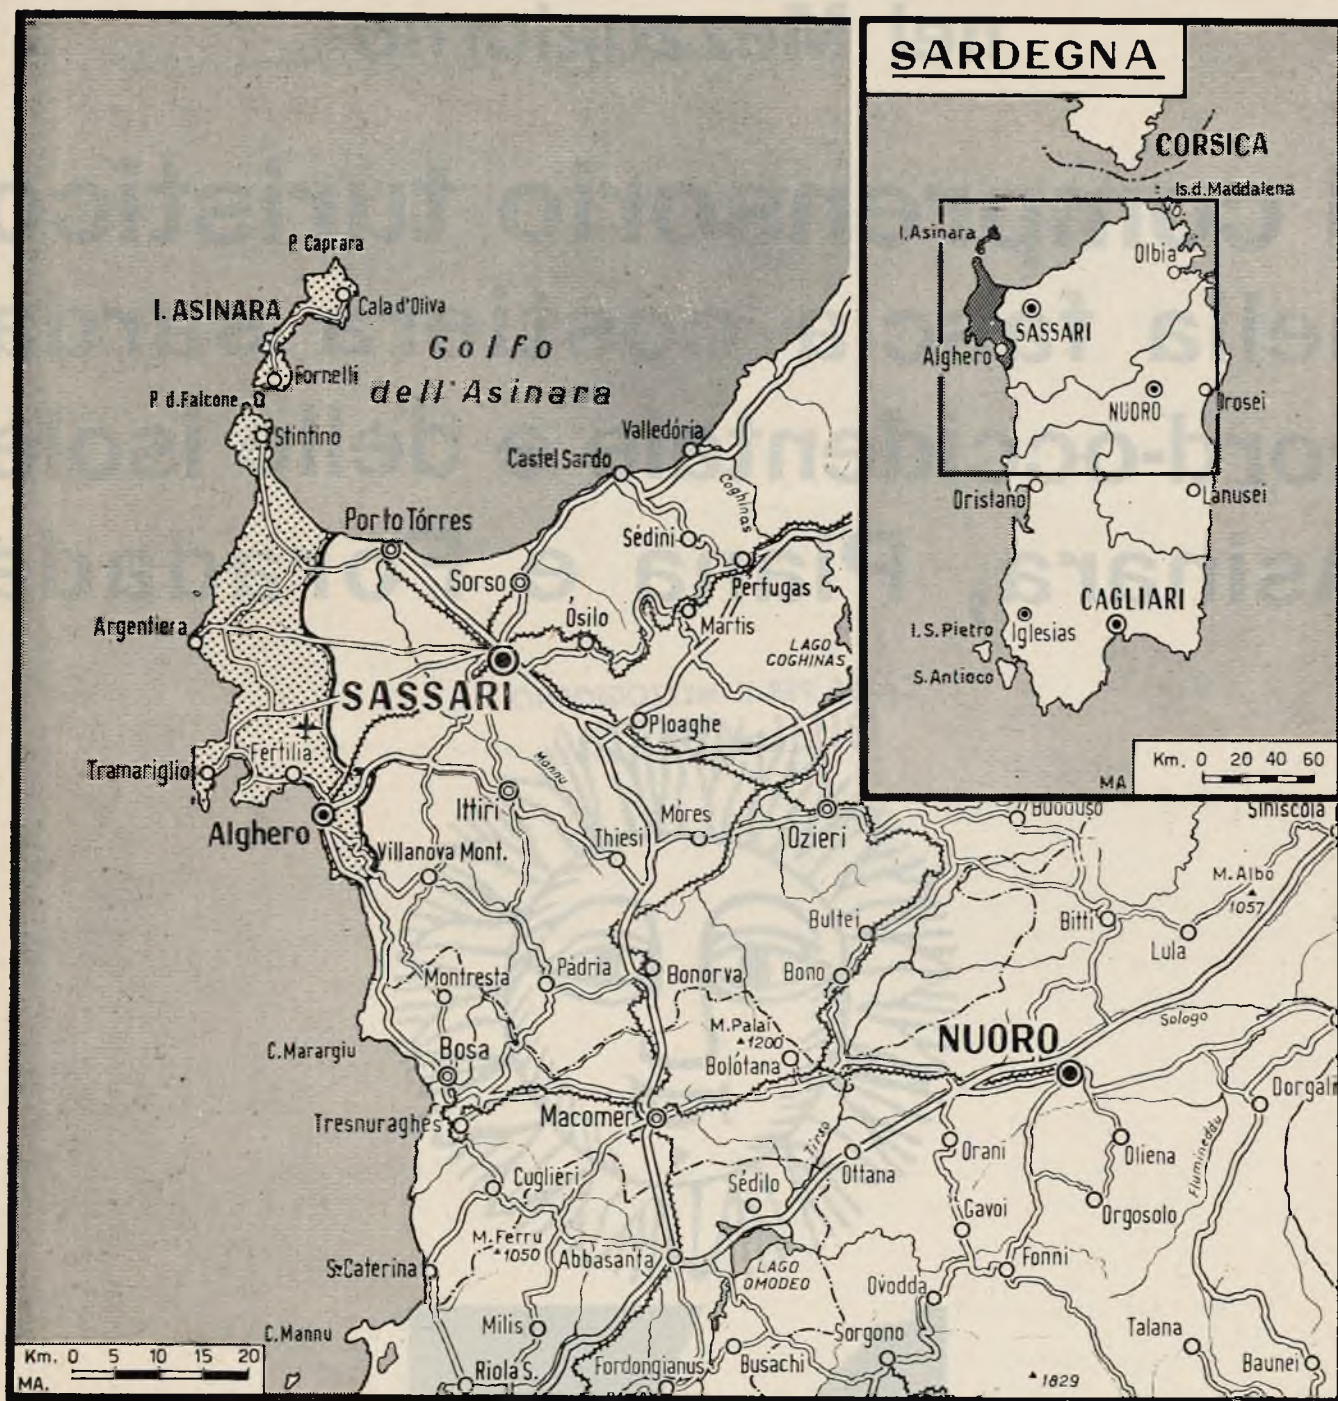 SARDEGNA
CORSICA
Is.d.Maddalena
I.Asinara
Olbia
SASSARI
Alghero
NUORO
Orosei
Oristano
Lanusei
CAGLIARI
I.S.Pietro
Iglesias
S.Antioco
Km. 0 20 40 60
MA
P. Caprara
I. ASINARA
Cala d'Oliva
Golfo
dell'Asinara
Fornelli
P. d.Falcone
Stintino
Valledória
Castel Sardo
Coghinas
Porto Tórres
Sédini
Sorso
Perfugas
Argentiera
Ósilo
Martis
LAGO
COGHINAS
SASSARI
Ploaghe
Mannu
Tramariglio
Fertilia
Ittiri
Alghero
Móres
Ozieri
Thiesi
Villanova Mont.
Budduso
Siniscola
M. Albo
1057
Bultei
Bitti
Lula
Montresta
Pádria
Bonorva
Bono
M.Palai
1200
NUORO
Sologo
C.Marargiu
Bosa
Bolótana
Tresnuraghes
Macomer
Dorgali
Tirso
Orani
Oliena
Flumineddu
Ottana
Cuglieri
Sédilo
Gavoi
Orgosolo
M. Ferru
1050
Abbasanta
LAGO
OMODEO
Fonni
S.Caterina
Ovodda
C.Mannu
Milis
Sorgono
Talana
Km. 0 5 10 15 20
MA.
Riola S.
Fordongianus
Busachi
1829
Baunei